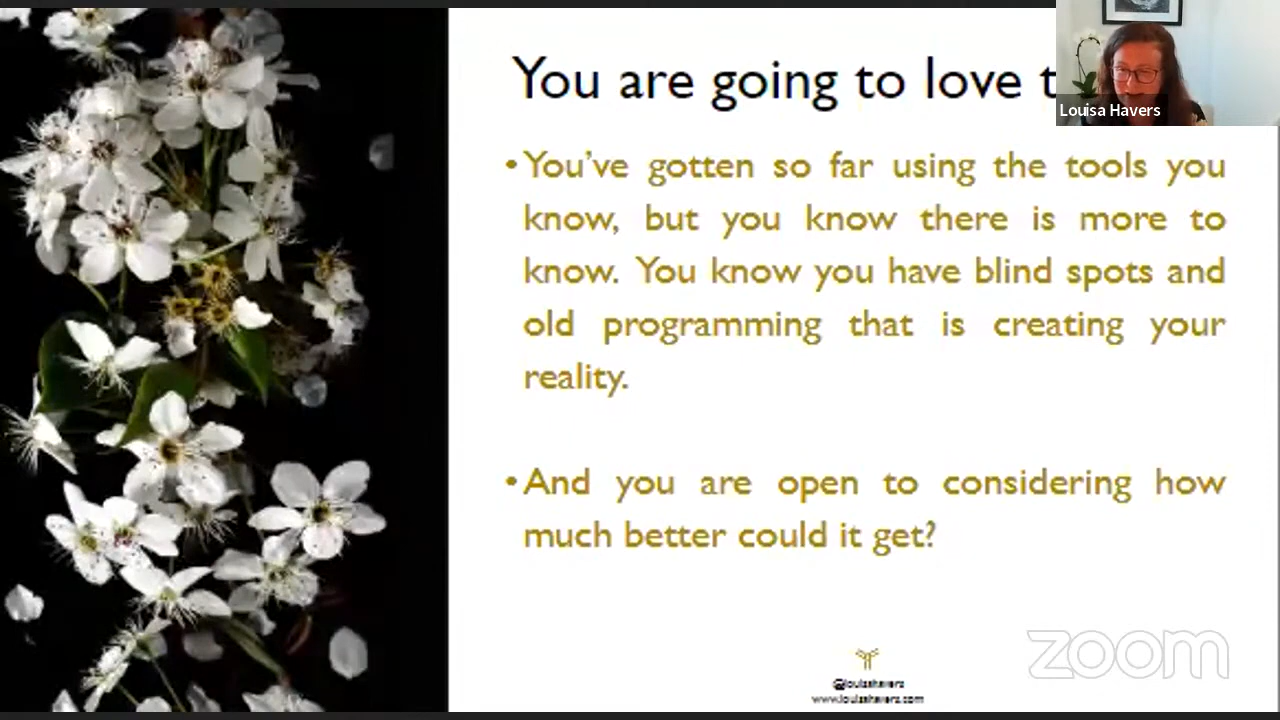 You are going to love t
Louisa Havers
•You’ve gotten so far using the tools you
know, but you know there is more to
know. You know you have blind spots and
old programming that is creating your
reality.
•And you are open to considering how
much better could it get?
zoom
@louisahavers
www.louisahavers.com